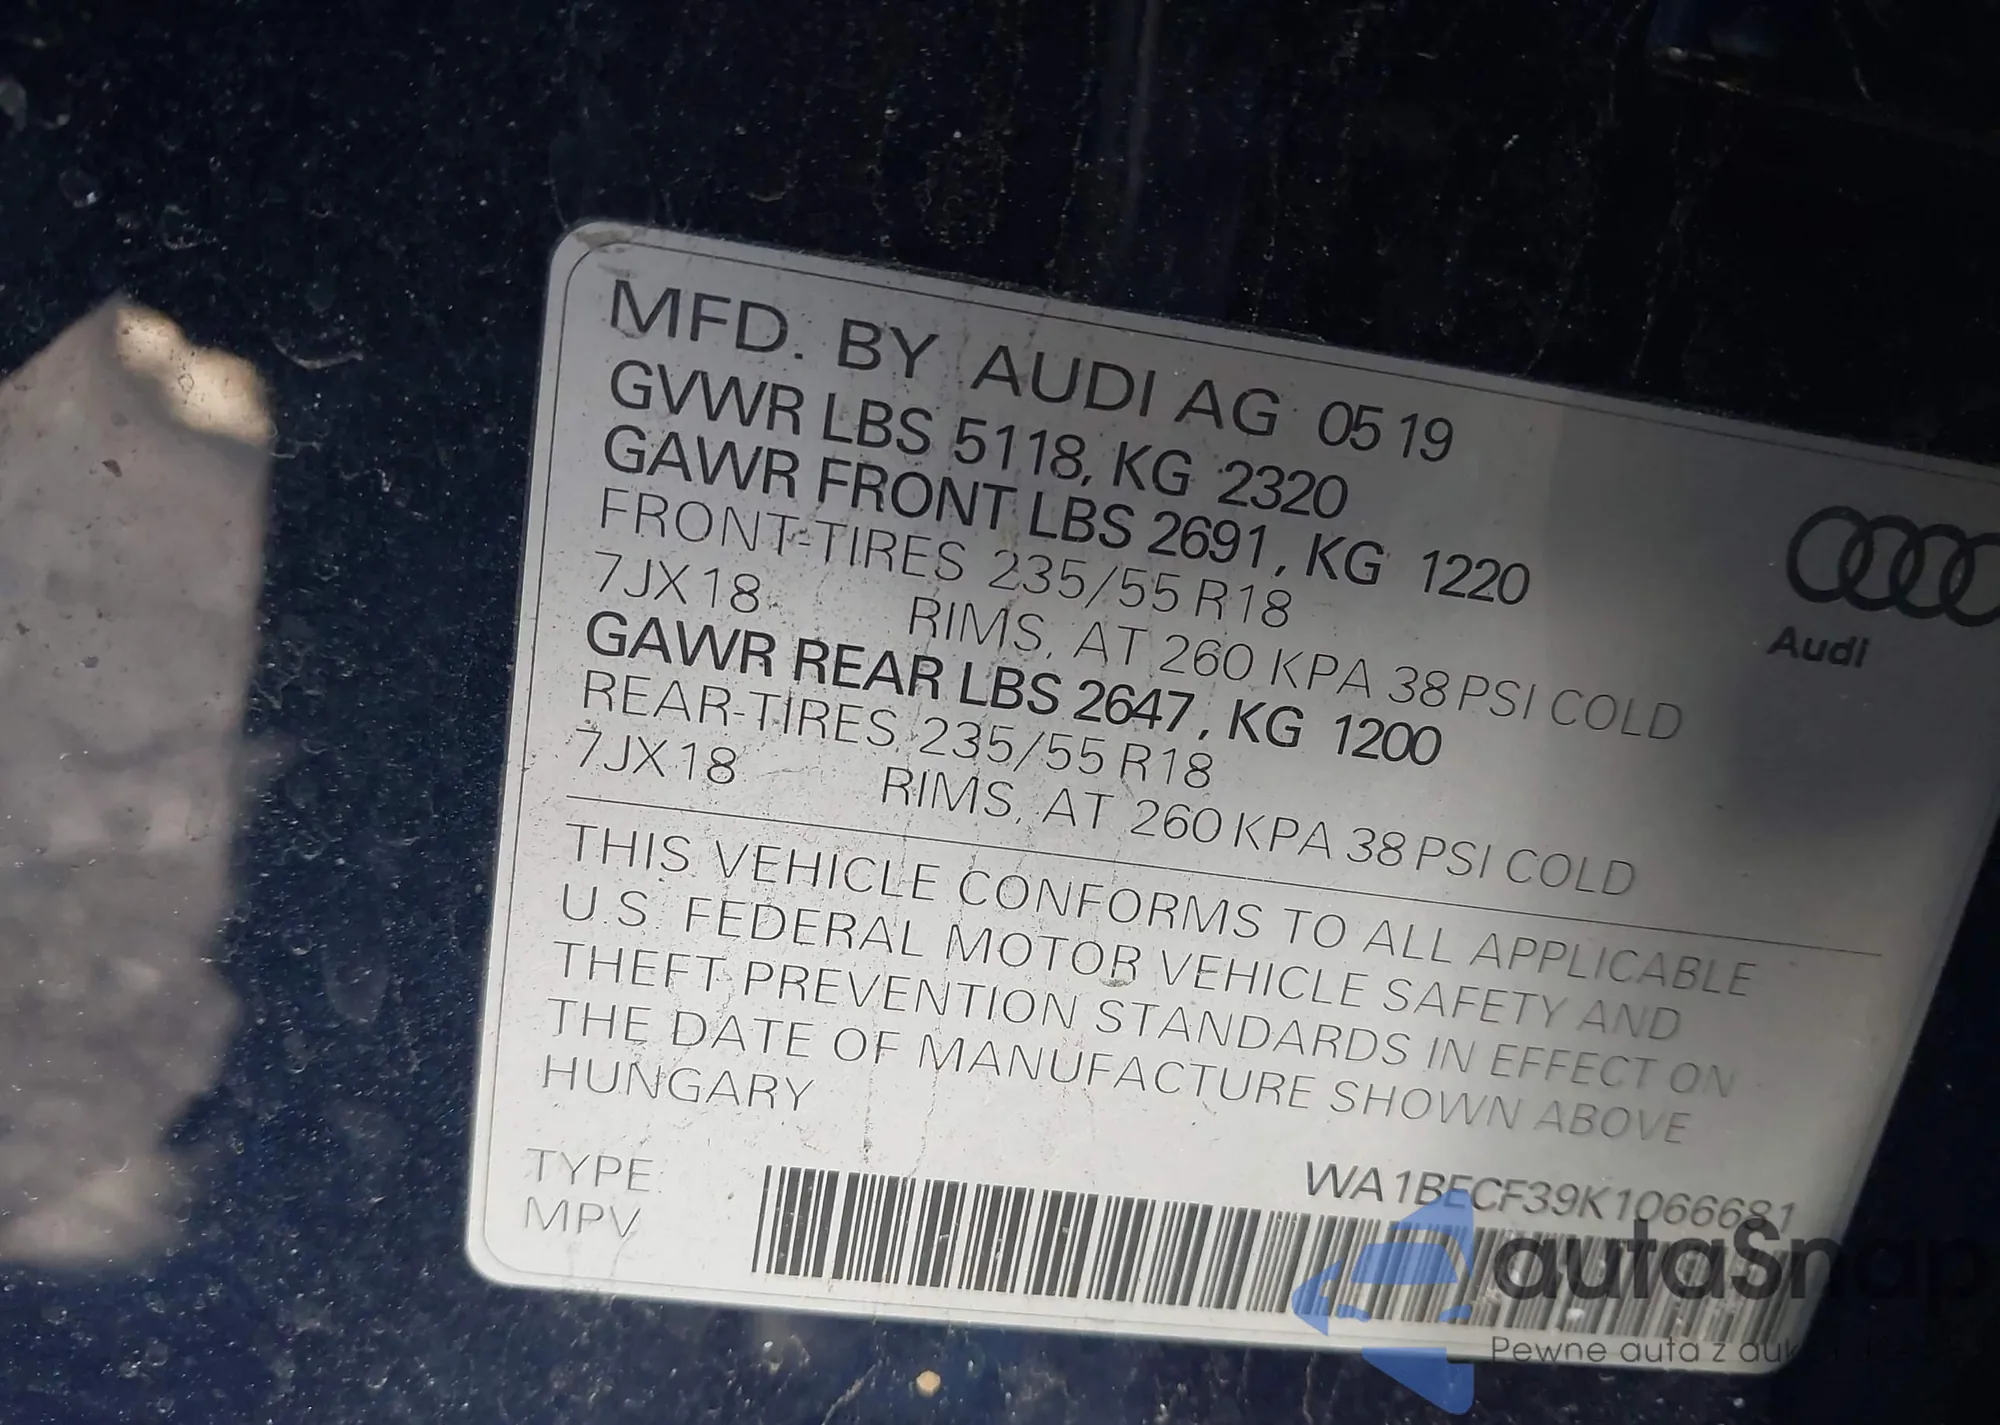 MFD. BY AUDI AG 05 19
GVWR LBS 5118, KG 2320
GAWR FRONT LBS 2691, KG 1220
FRONT-TIRES 235/55 R18
7JX18 RIMS, AT 260 KPA 38 PSI COLD
GAWR REAR LBS 2647, KG 1200
REAR-TIRES 235/55 R18
7JX18 RIMS, AT 260 KPA 38 PSI COLD
Audi
THIS VEHICLE CONFORMS TO ALL APPLICABLE
U.S. FEDERAL MOTOR VEHICLE SAFETY AND
THEFT PREVENTION STANDARDS IN EFFECT ON
THE DATE OF MANUFACTURE SHOWN ABOVE
HUNGARY
TYPE:
MPV
WA1BECF39K1066681
autaSnap
Pewne auta z